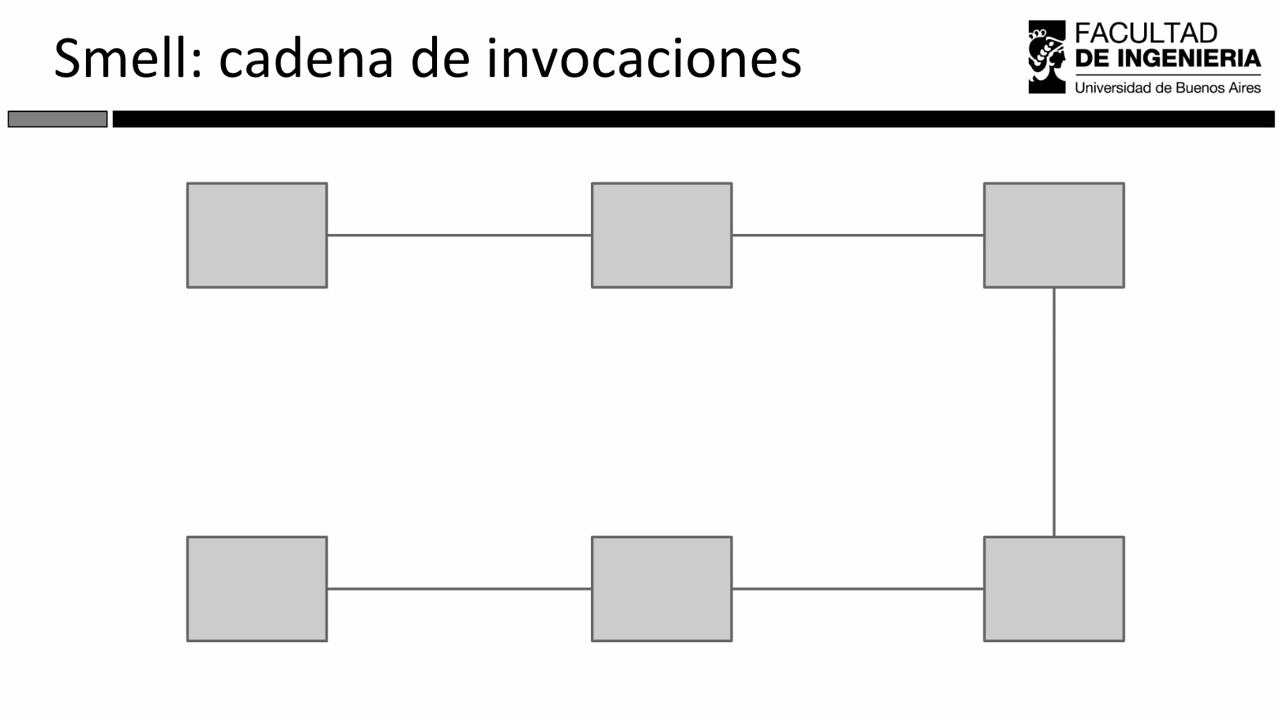 Smell: cadena de invocaciones
FACULTAD
DE INGENIERIA
Universidad de Buenos Aires